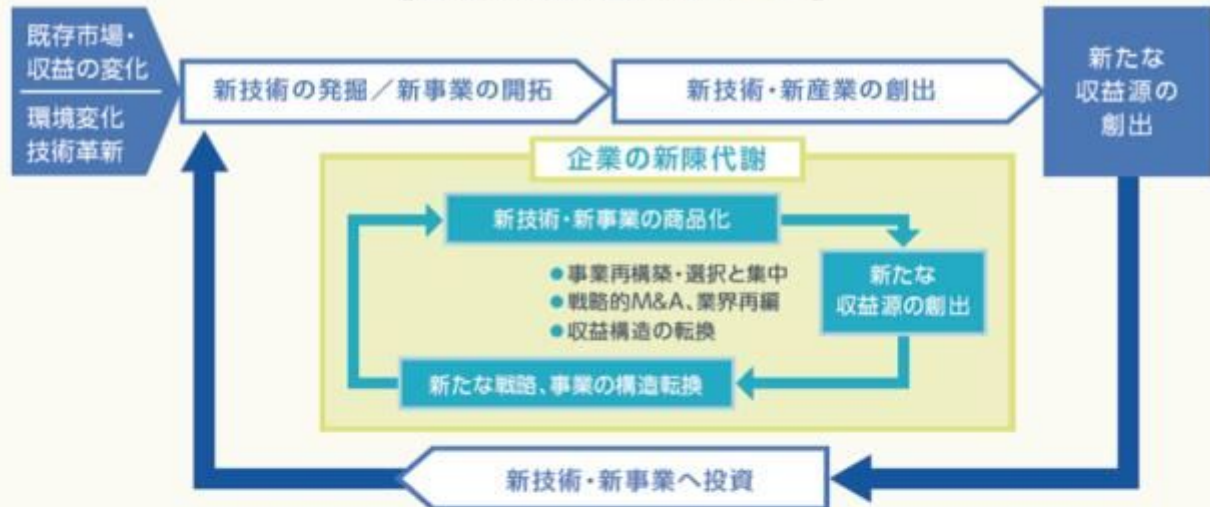 既存市場・
収益の変化
環境変化
技術革新
新技術の発掘／新事業の開拓
新技術・新産業の創出
新たな
収益源の
創出
企業の新陳代謝
新技術・新事業の商品化
●事業再構築・選択と集中
●戦略的M&A、業界再編
●収益構造の転換
新たな
収益源の創出
新たな戦略、事業の構造転換
新技術・新事業へ投資